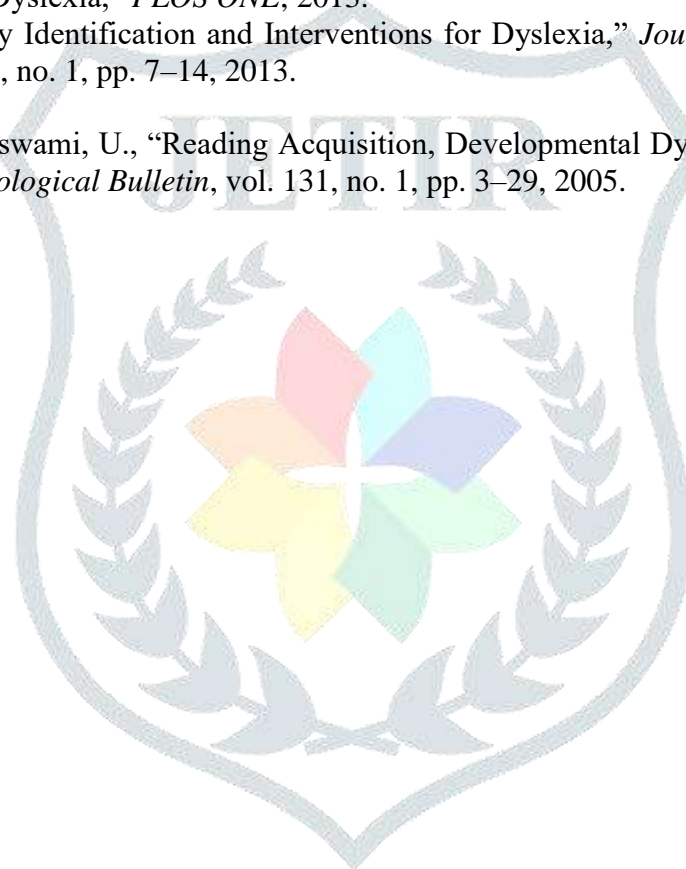 Dyslexia,” PLOS ONE, 2013.
y Identification and Interventions for Dyslexia,” Jou
, no. 1, pp. 7–14, 2013.
JETIR
swami, U., “Reading Acquisition, Developmental Dy
ological Bulletin, vol. 131, no. 1, pp. 3–29, 2005.